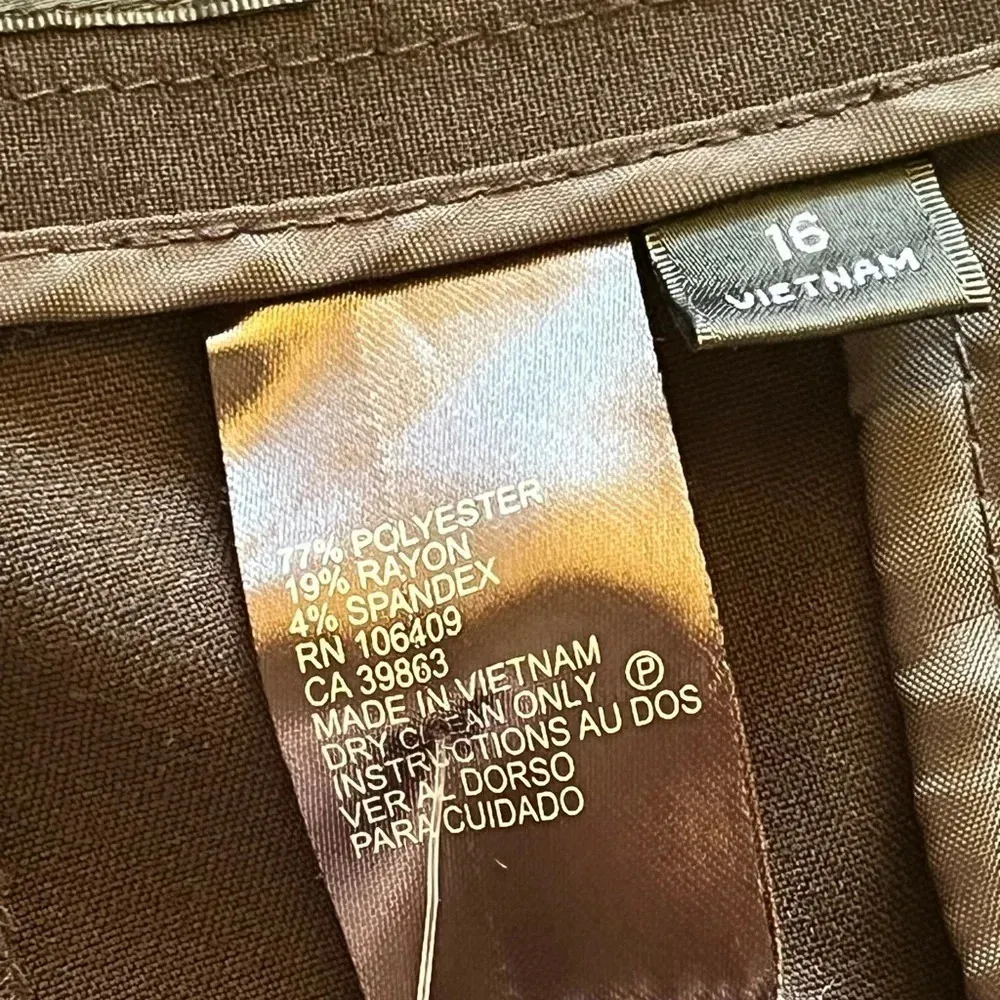 16
VIETNAM
77% POLYESTER
19% RAYON
4% SPANDEX
RN 106409
CA 39863
MADE IN VIETNAM
DRY CLEAN ONLY Ⓟ
INSTRUCTIONS AU DOS
VER AL DORSO
PARA CUIDADO